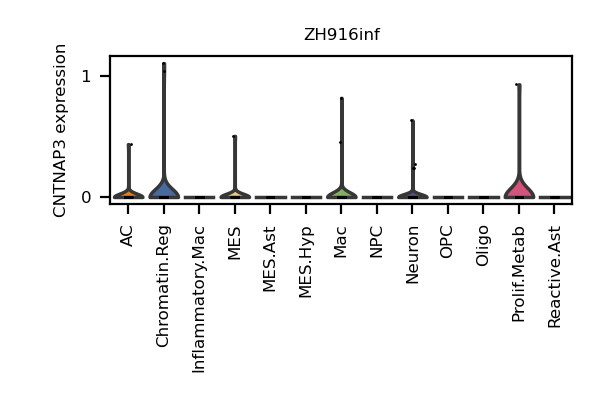 ZH916inf
CNTNAP3 expression
1
0
AC
Chromatin.Reg
Inflammatory.Mac
MES
MES.Ast
MES.Hyp
Mac
NPC
Neuron
OPC
Oligo
Prolif.Metab
Reactive.Ast